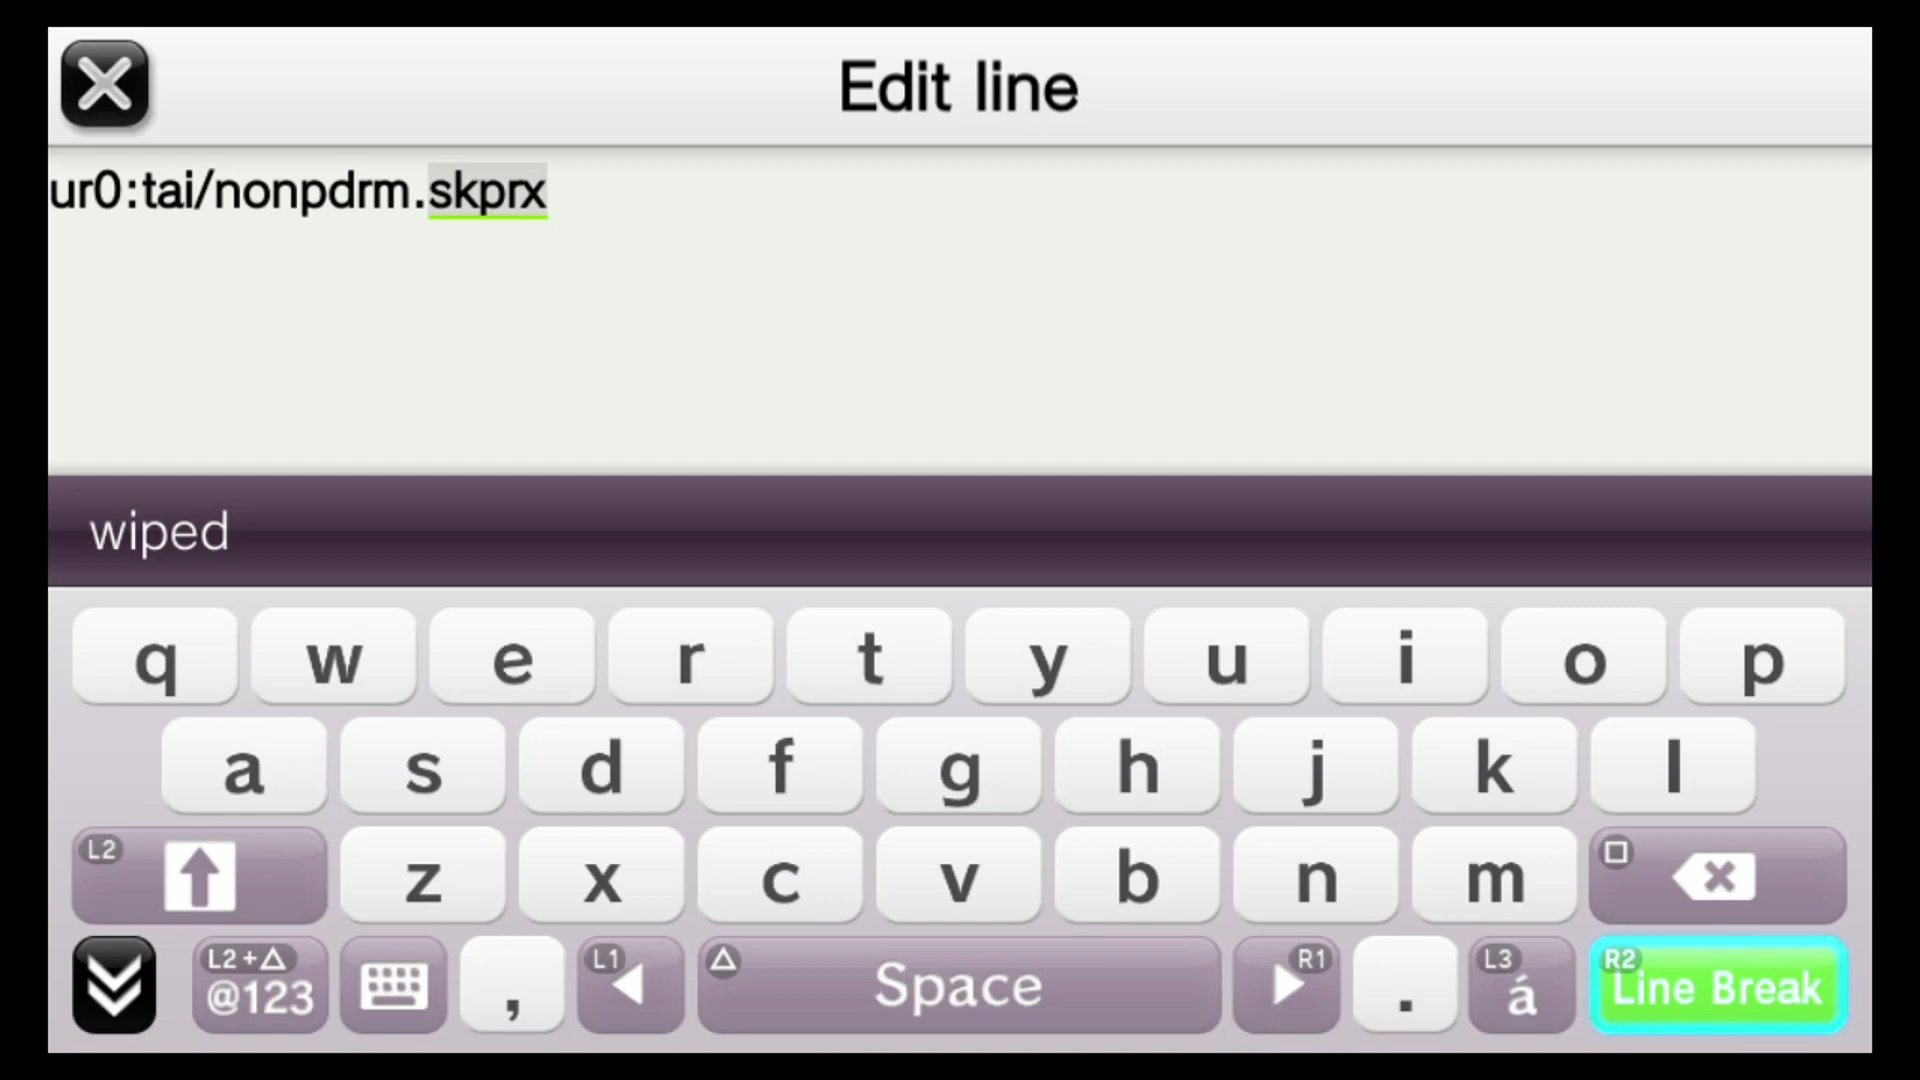 Edit line
ur0:tai/nonpdrm.skprx
wiped
q w e r t y u i o p
a s d f g h j k l
L2 z x c v b n m
L2+△ @123 , L1 △ Space R1 . L3 á R2 Line Break